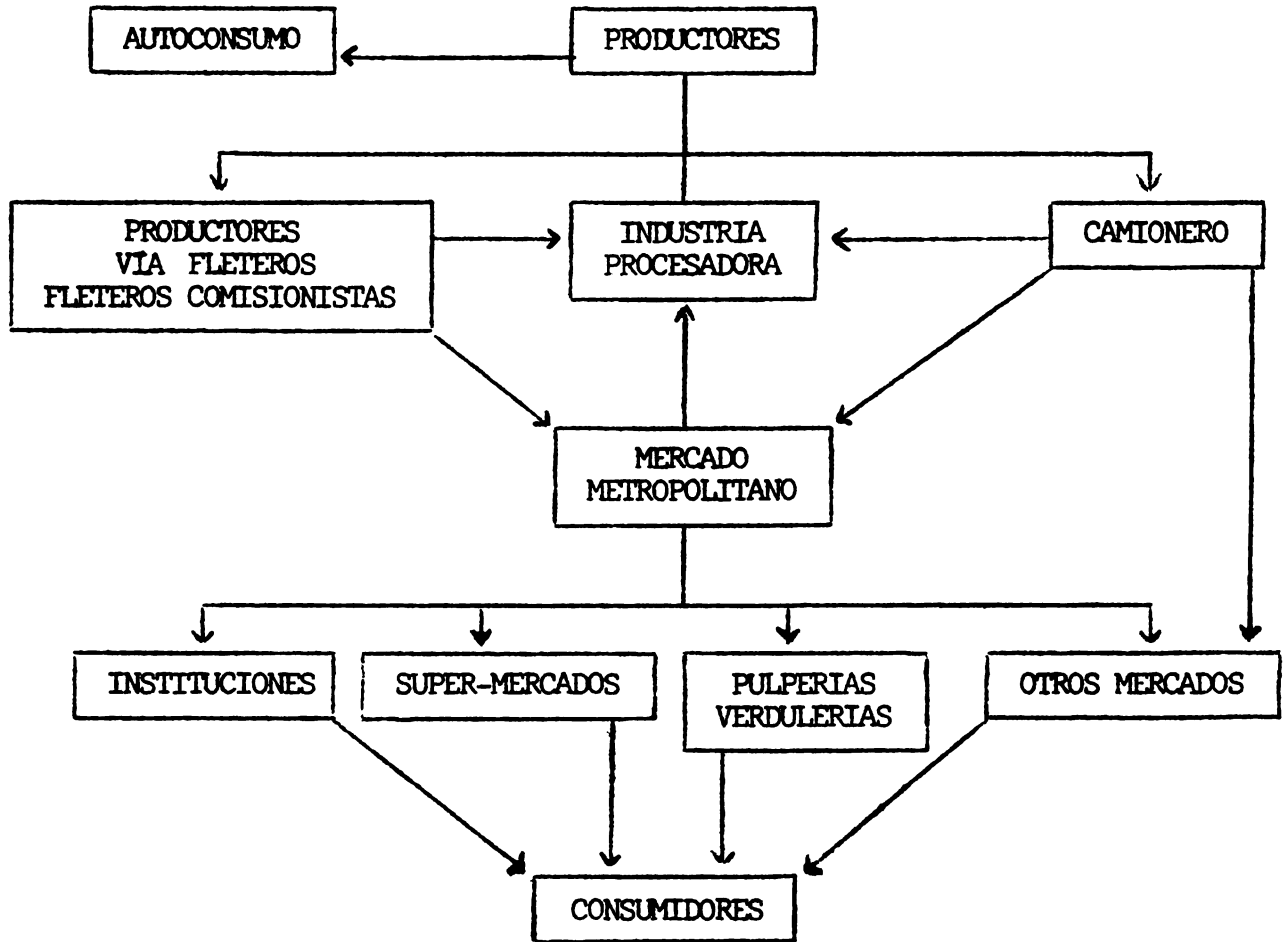 AUTOCONSUMO
PRODUCTORES
PRODUCTORES
VÍA FLETEROS
FLETEROS COMISIONISTAS
INDUSTRIA
PROCESADORA
CAMIONERO
MERCADO
METROPOLITANO
INSTITUCIONES
SUPER-MERCADOS
PULPERIAS
VERDULERIAS
OTROS MERCADOS
CONSUMIDORES